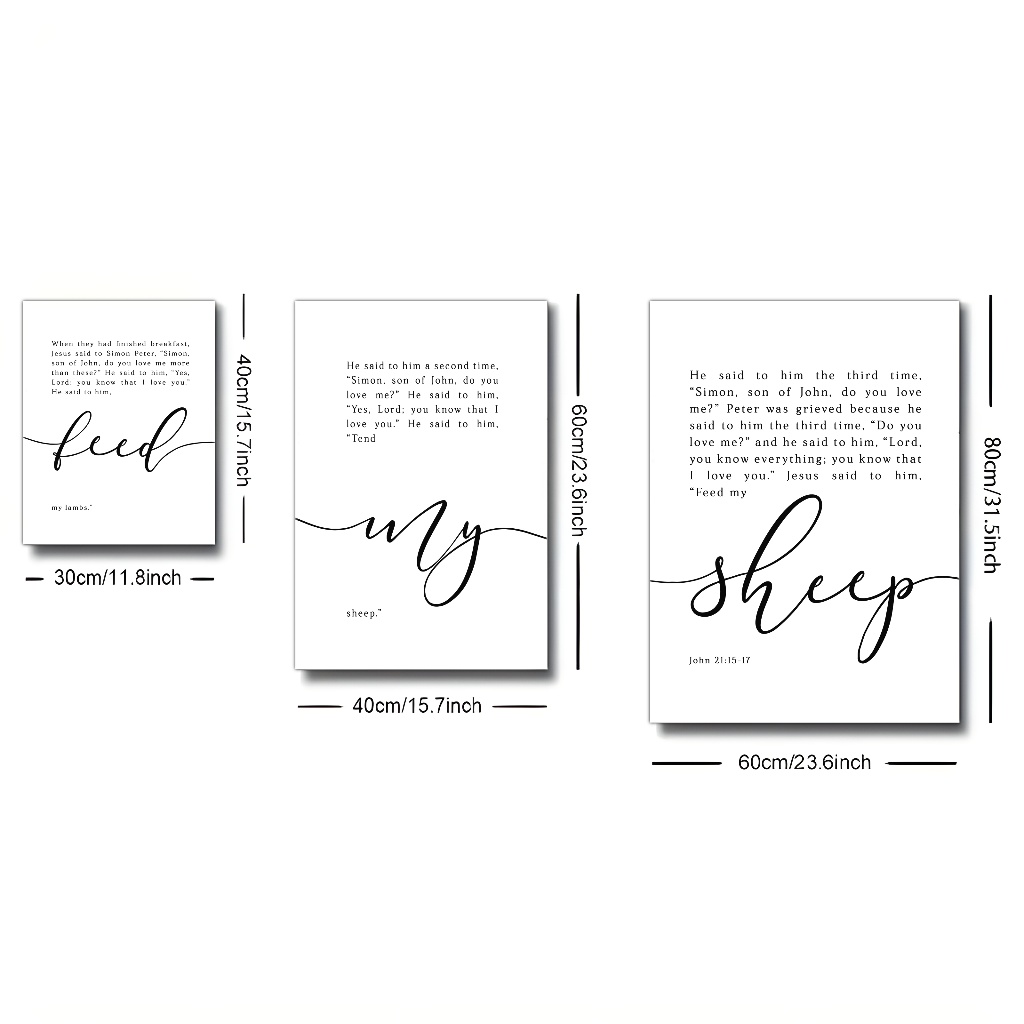 When they had finished breakfast,
Jesus said to Simon Peter, “Simon,
son of John, do you love me more
than these?” He said to him, “Yes,
Lord; you know that I love you.”
He said to him,
feed
my lambs.”
40cm/15.7inch
30cm/11.8inch
He said to him a second time,
“Simon, son of John, do you
love me?” He said to him,
“Yes, Lord; you know that I
love you.” He said to him,
“Tend
my
sheep.”
60cm/23.6inch
40cm/15.7inch
He said to him the third time,
“Simon, son of John, do you love
me?” Peter was grieved because he
said to him the third time, “Do you
love me?” and he said to him, “Lord,
you know everything; you know that
I love you.” Jesus said to him,
“Feed my
sheep
John 21:15-17
80cm/31.5inch
60cm/23.6inch